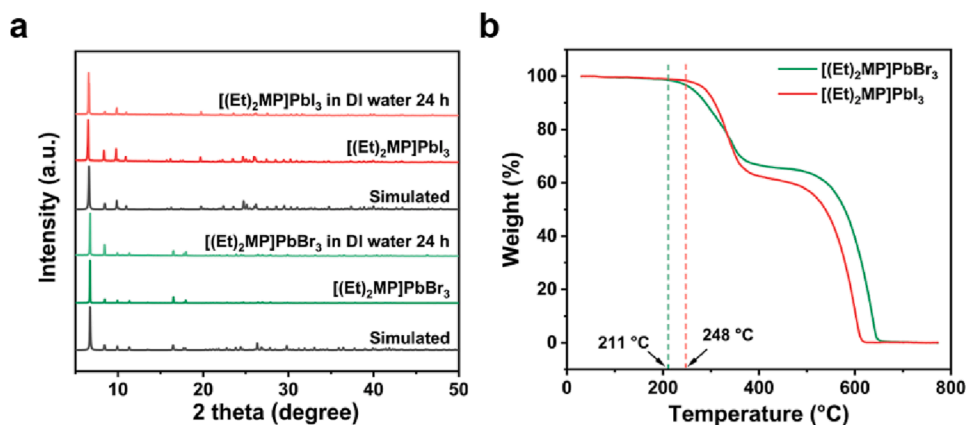 a
Intensity (a.u.)
[(Et)₂MP]PbI₃ in DI water 24 h
[(Et)₂MP]PbI₃
Simulated
[(Et)₂MP]PbBr₃ in DI water 24 h
[(Et)₂MP]PbBr₃
Simulated
10 20 30 40 50
2 theta (degree)
b
Weight (%)
100
80
60
40
20
0
[(Et)₂MP]PbBr₃
[(Et)₂MP]PbI₃
211 °C
248 °C
0 200 400 600 800
Temperature (°C)